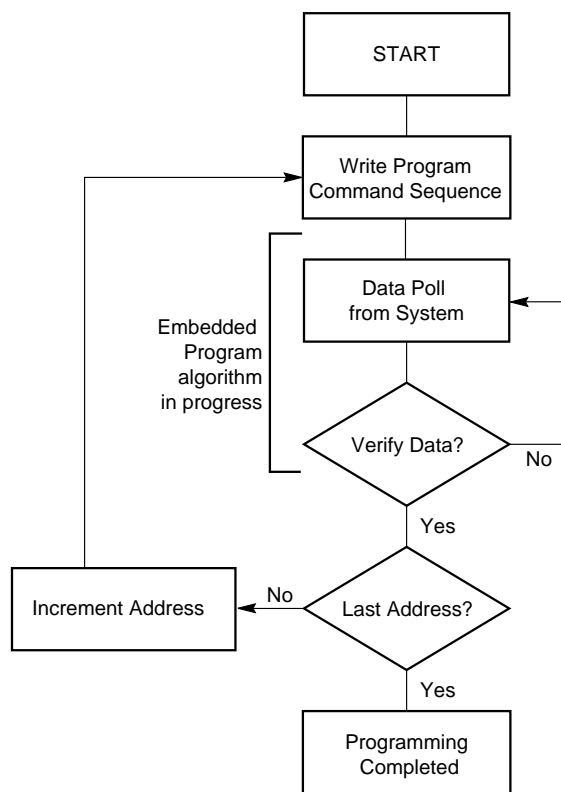 START
Write Program
Command Sequence
Data Poll
from System
Embedded
Program
algorithm
in progress
Verify Data?
No
Yes
Increment Address
No
Last Address?
Yes
Programming
Completed